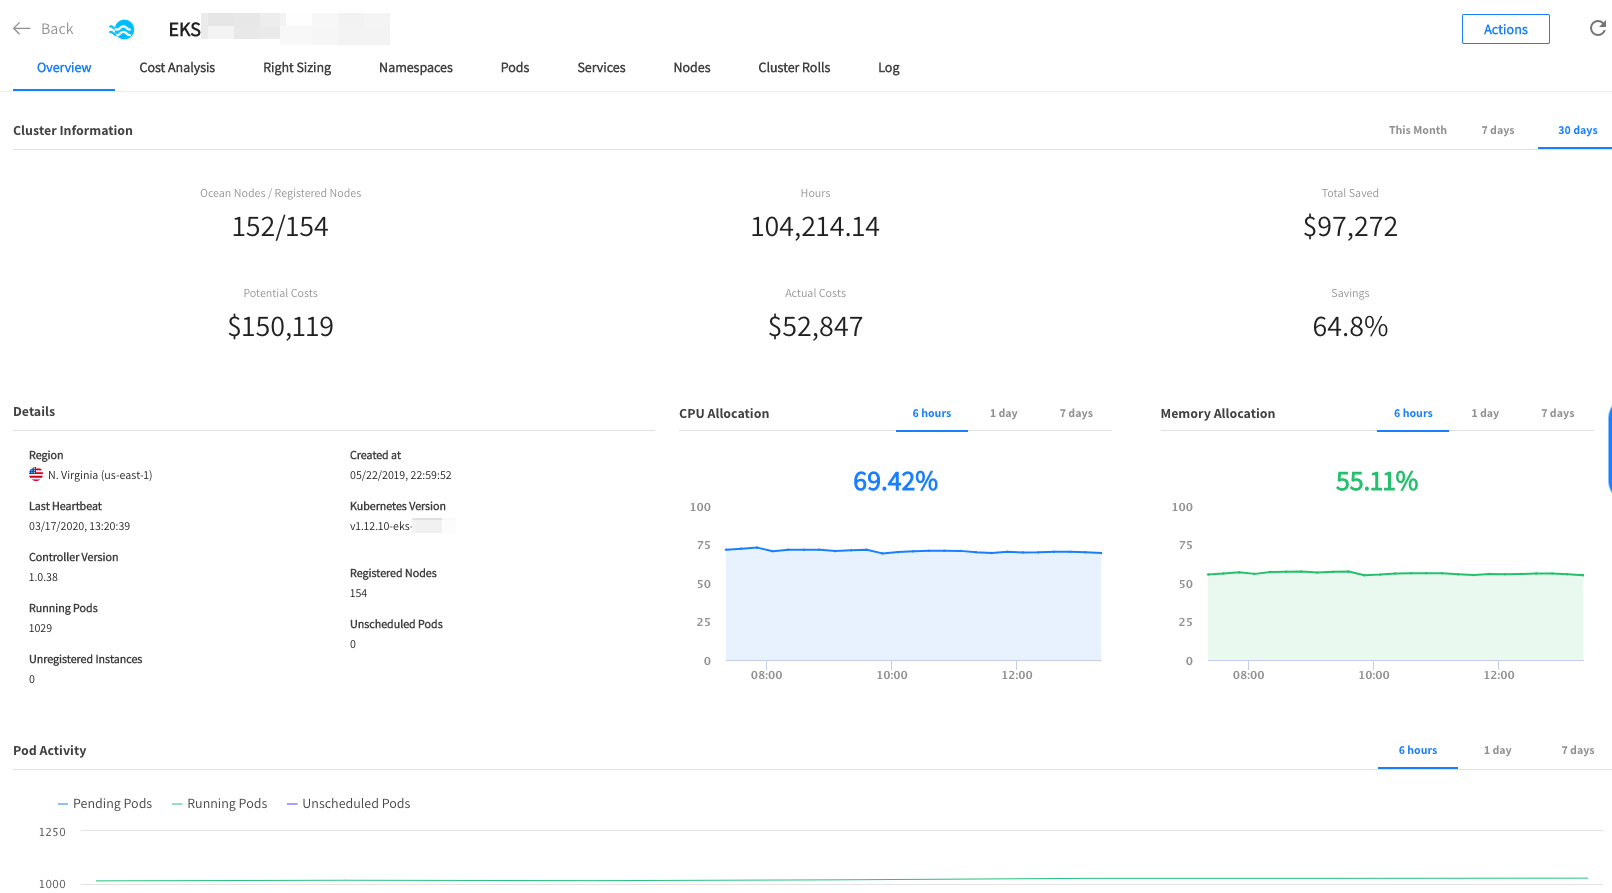 Back
EKS
Actions
Overview Cost Analysis Right Sizing Namespaces Pods Services Nodes Cluster Rolls Log
Cluster Information This Month 7 days 30 days
Ocean Nodes / Registered Nodes Hours Total Saved
152/154 104,214.14 $97,272
Potential Costs Actual Costs Savings
$150,119 $52,847 64.8%
Details
Region
N. Virginia (us-east-1)
Last Heartbeat
03/17/2020, 13:20:39
Controller Version
1.0.38
Running Pods
1029
Unregistered Instances
0
Created at
05/22/2019, 22:59:52
Kubernetes Version
v1.12.10-eks-
Registered Nodes
154
Unscheduled Pods
0
CPU Allocation 6 hours 1 day 7 days
69.42%
100
75
50
25
0
08:00 10:00 12:00
Memory Allocation 6 hours 1 day 7 days
55.11%
100
75
50
25
0
08:00 10:00 12:00
Pod Activity 6 hours 1 day 7 days
Pending Pods Running Pods Unscheduled Pods
1250
1000